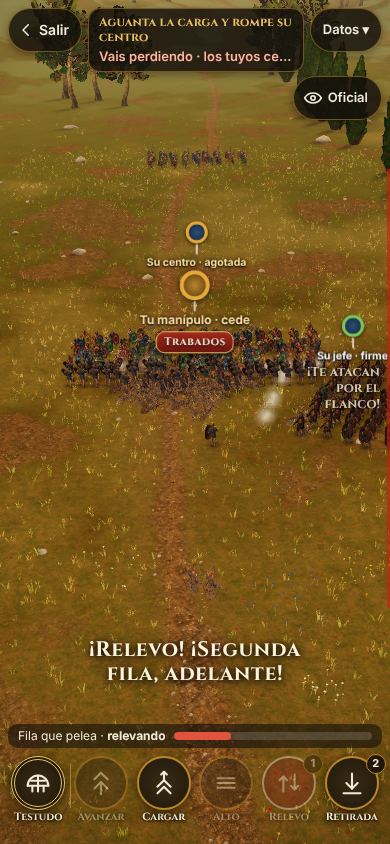 Salir
AGUANTA LA CARGA Y ROMPE SU
CENTRO
Vais perdiendo · los tuyos ce...
Datos ▾
Oficial
Su centro · agotada
Tu manípulo · cede
TRABADOS
Su jefe · firme
¡TE ATACAN
POR EL
FLANCO!
¡RELEVO! ¡SEGUNDA
FILA, ADELANTE!
Fila que pelea · relevando
1
2
TESTUDO
AVANZAR
CARGAR
ALTO
RELEVO
RETIRADA